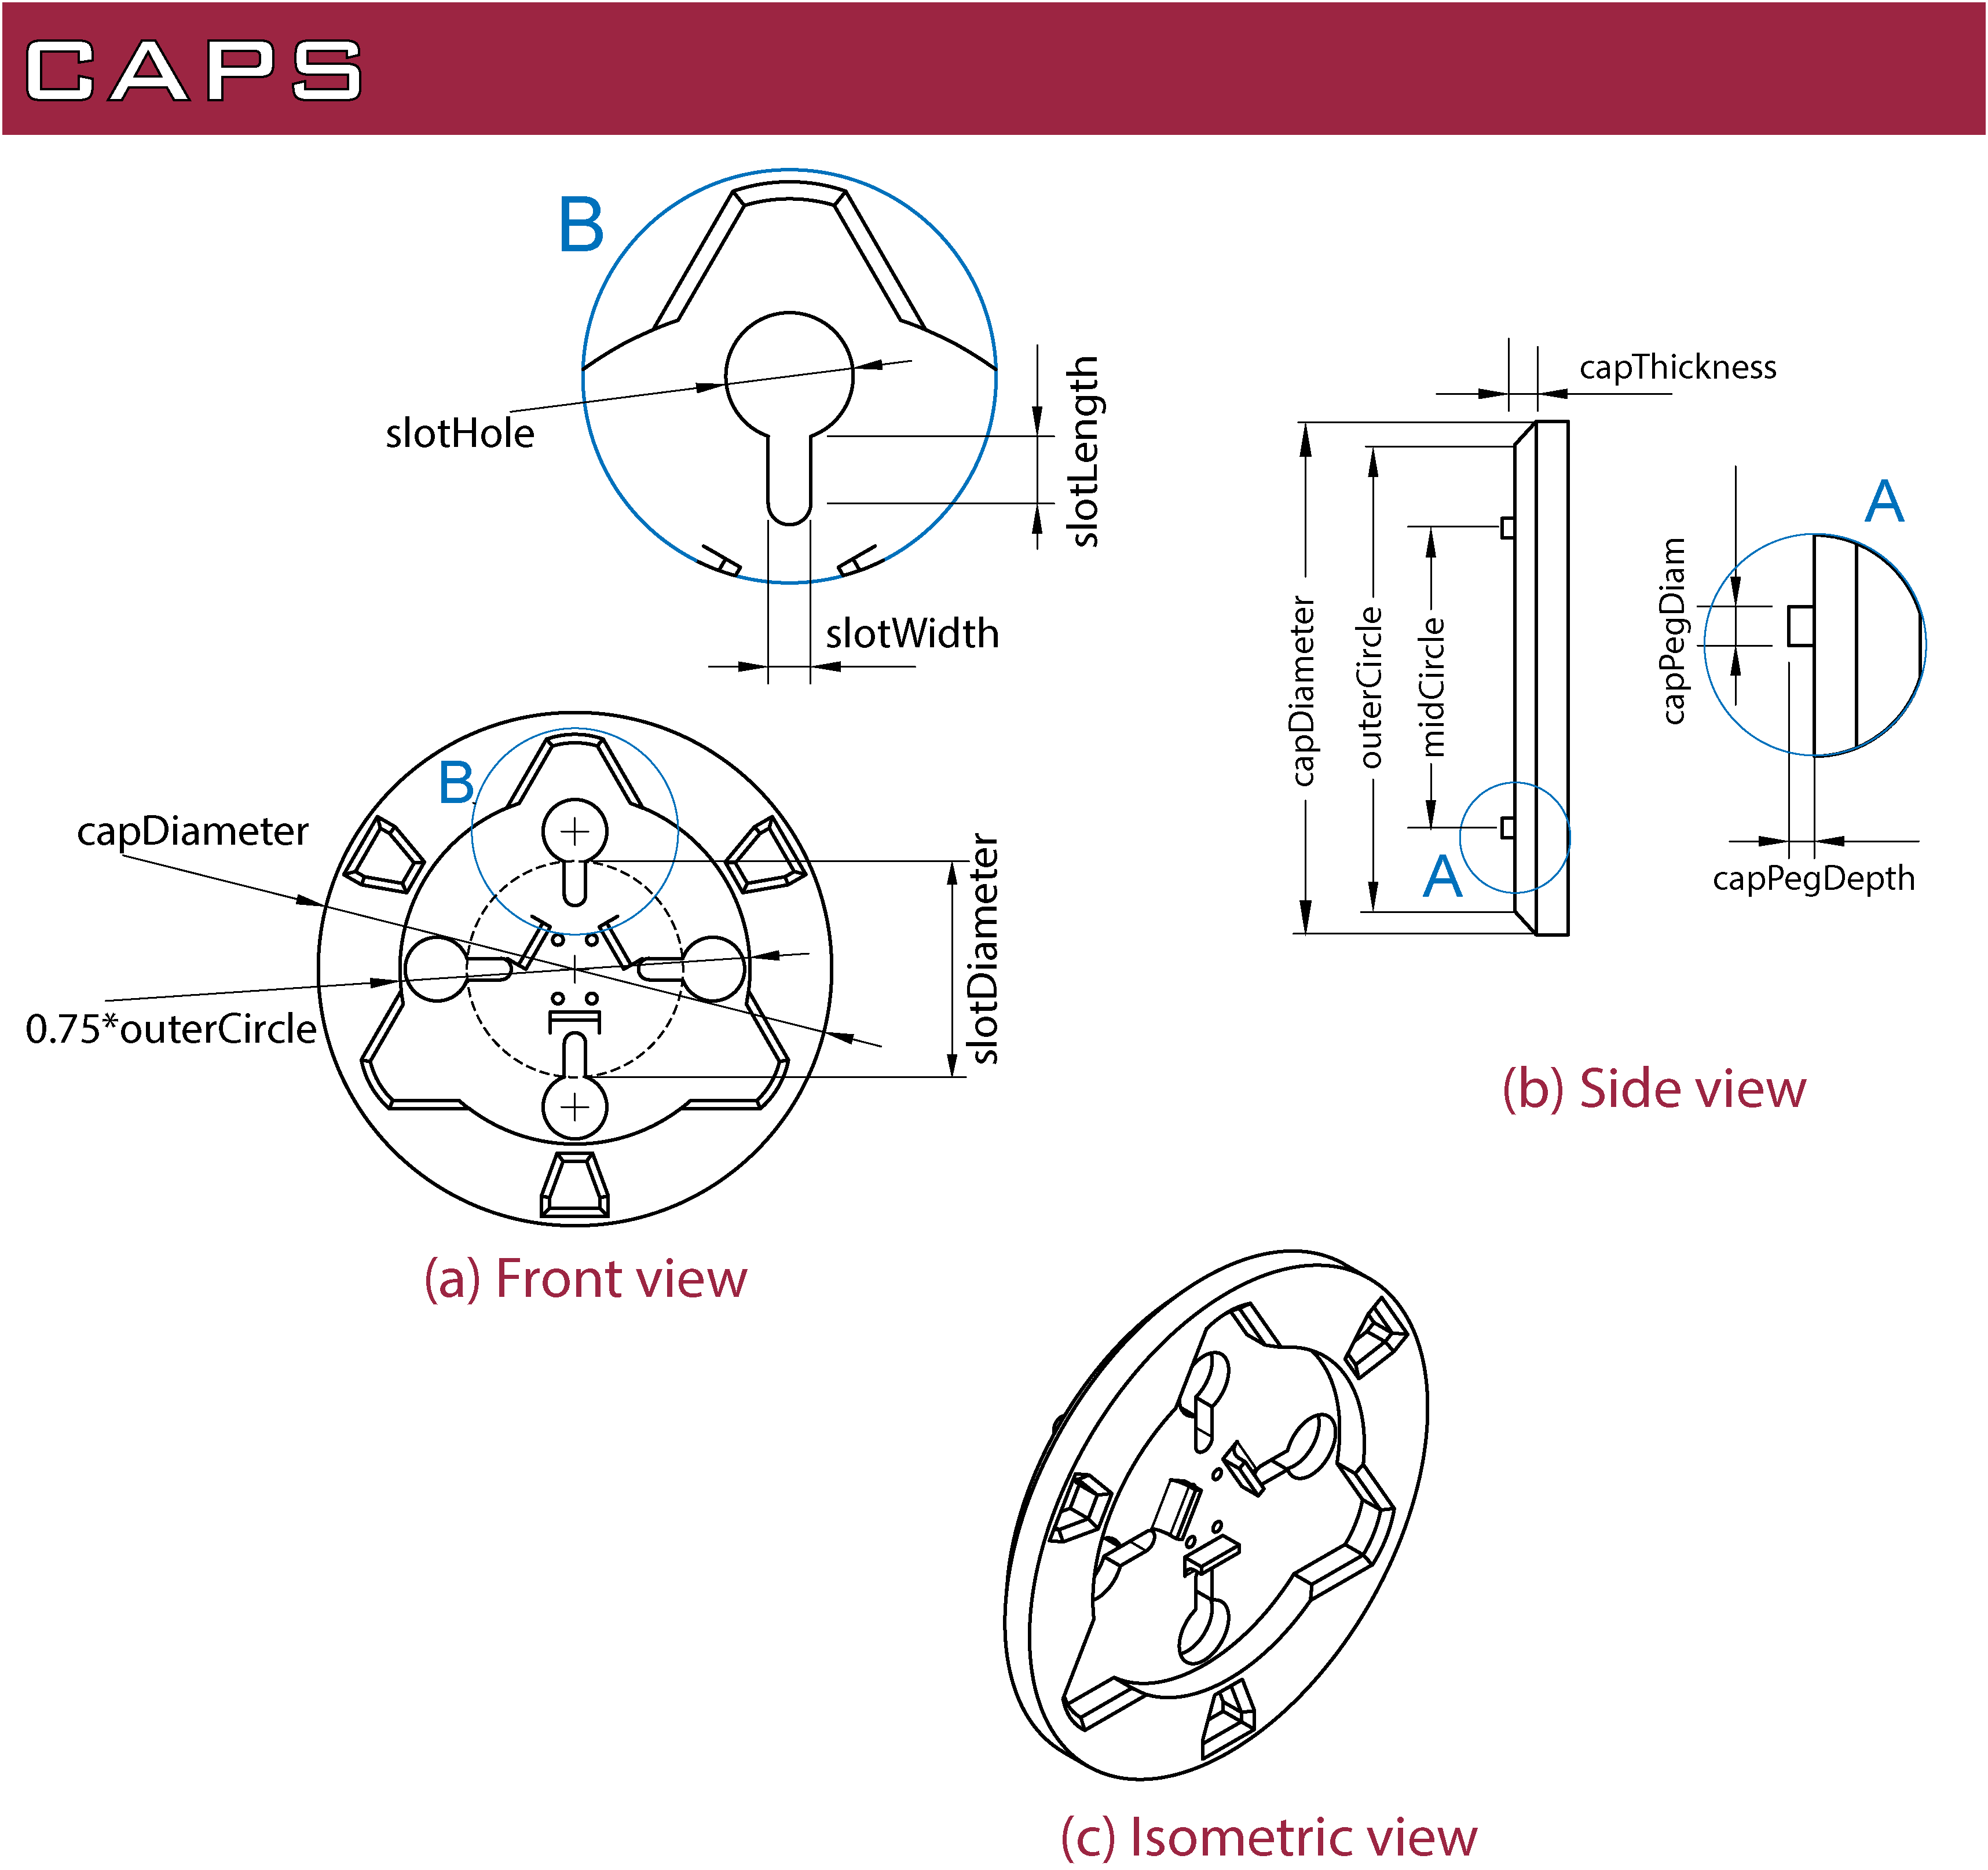 CAPS
B
slotHole
slotLength
slotWidth
capThickness
A
capPegDiam
capDiameter
outerCircle
midCircle
A
capPegDepth
B
capDiameter
0.75*outerCircle
slotDiameter
(b) Side view
(a) Front view
(c) Isometric view